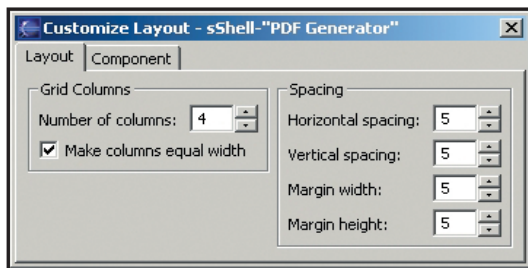 Customize Layout - sShell-"PDF Generator"
Layout Component
Grid Columns
Number of columns: 4
Make columns equal width
Spacing
Horizontal spacing: 5
Vertical spacing: 5
Margin width: 5
Margin height: 5